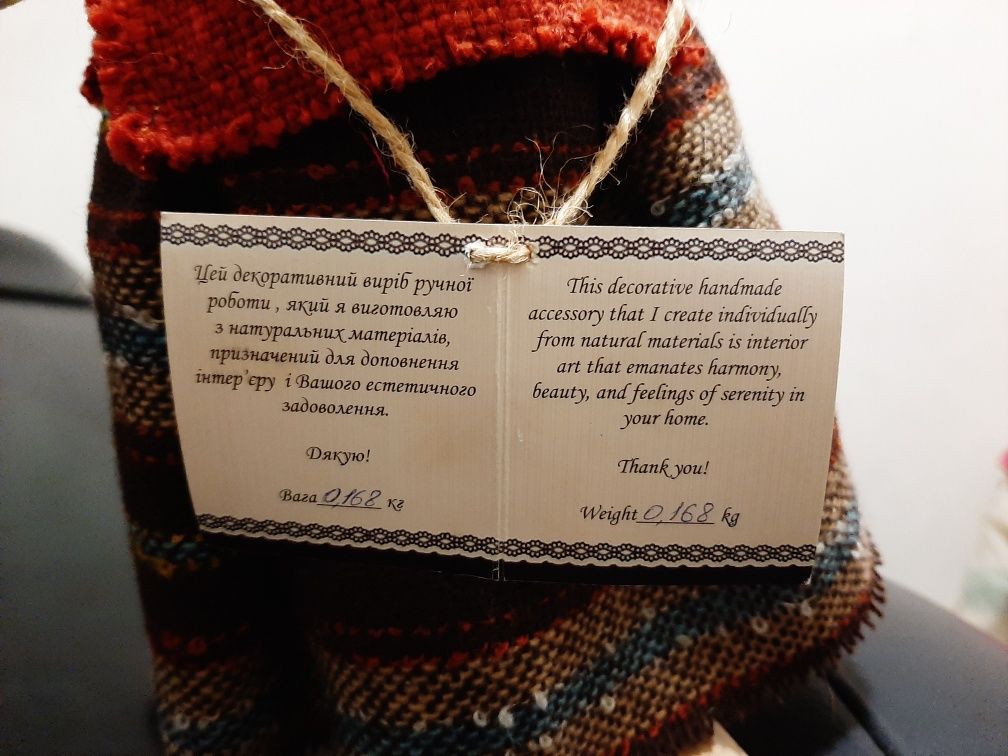 Цей декоративний виріб ручної
роботи , який я виготовляю
з натуральних матеріалів,
призначений для доповнення
інтер'єру і Вашого естетичного
задоволення.
Дякую!
Вага 0,168 кг
This decorative handmade
accessory that I create individually
from natural materials is interior
art that emanates harmony,
beauty, and feelings of serenity in
your home.
Thank you!
Weight 0,168 kg